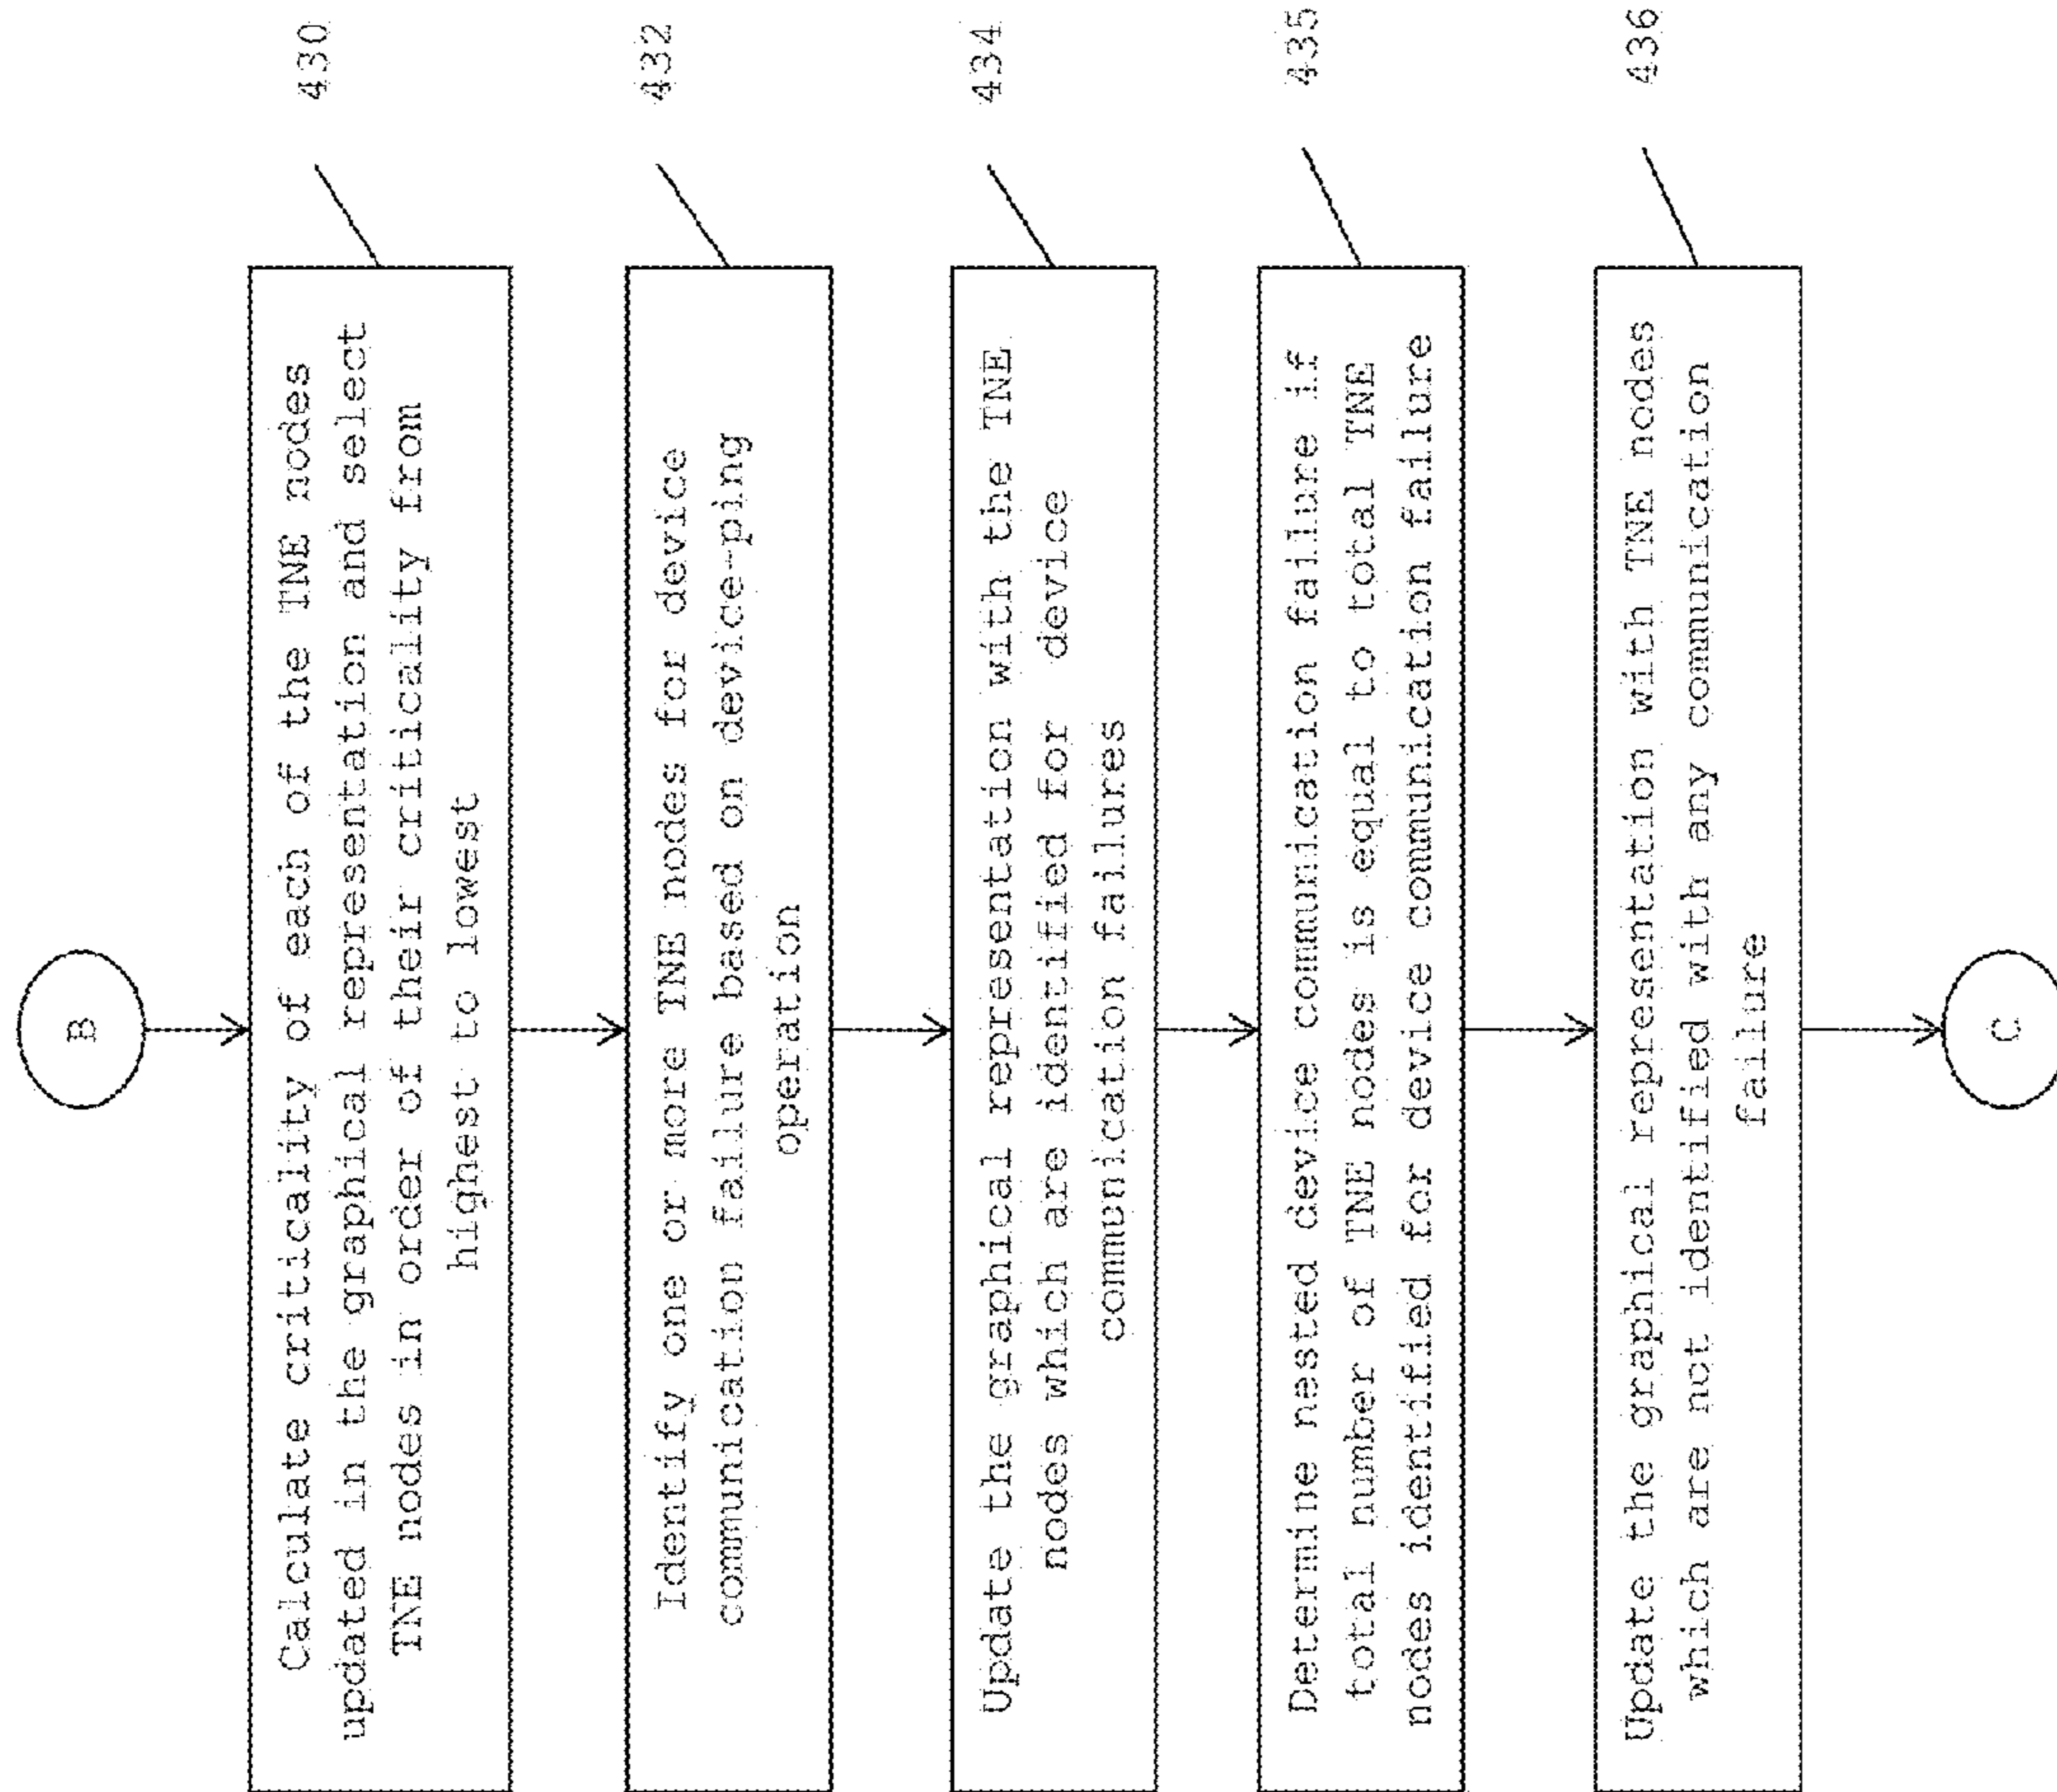 B
Calculate criticality of each of the TNE nodes
updated in the graphical representation and select
TNE nodes in order of their criticality from
highest to lowest
430
Identify one or more TNE nodes for device
communication failure based on device-ping
operation
432
Update the graphical representation with the TNE
nodes which are identified for device
communication failures
434
Determine nested device communication failure if
total number of TNE nodes is equal to total TNE
nodes identified for device communication failure
435
Update the graphical representation with TNE nodes
which are not identified with any communication
failure
436
C